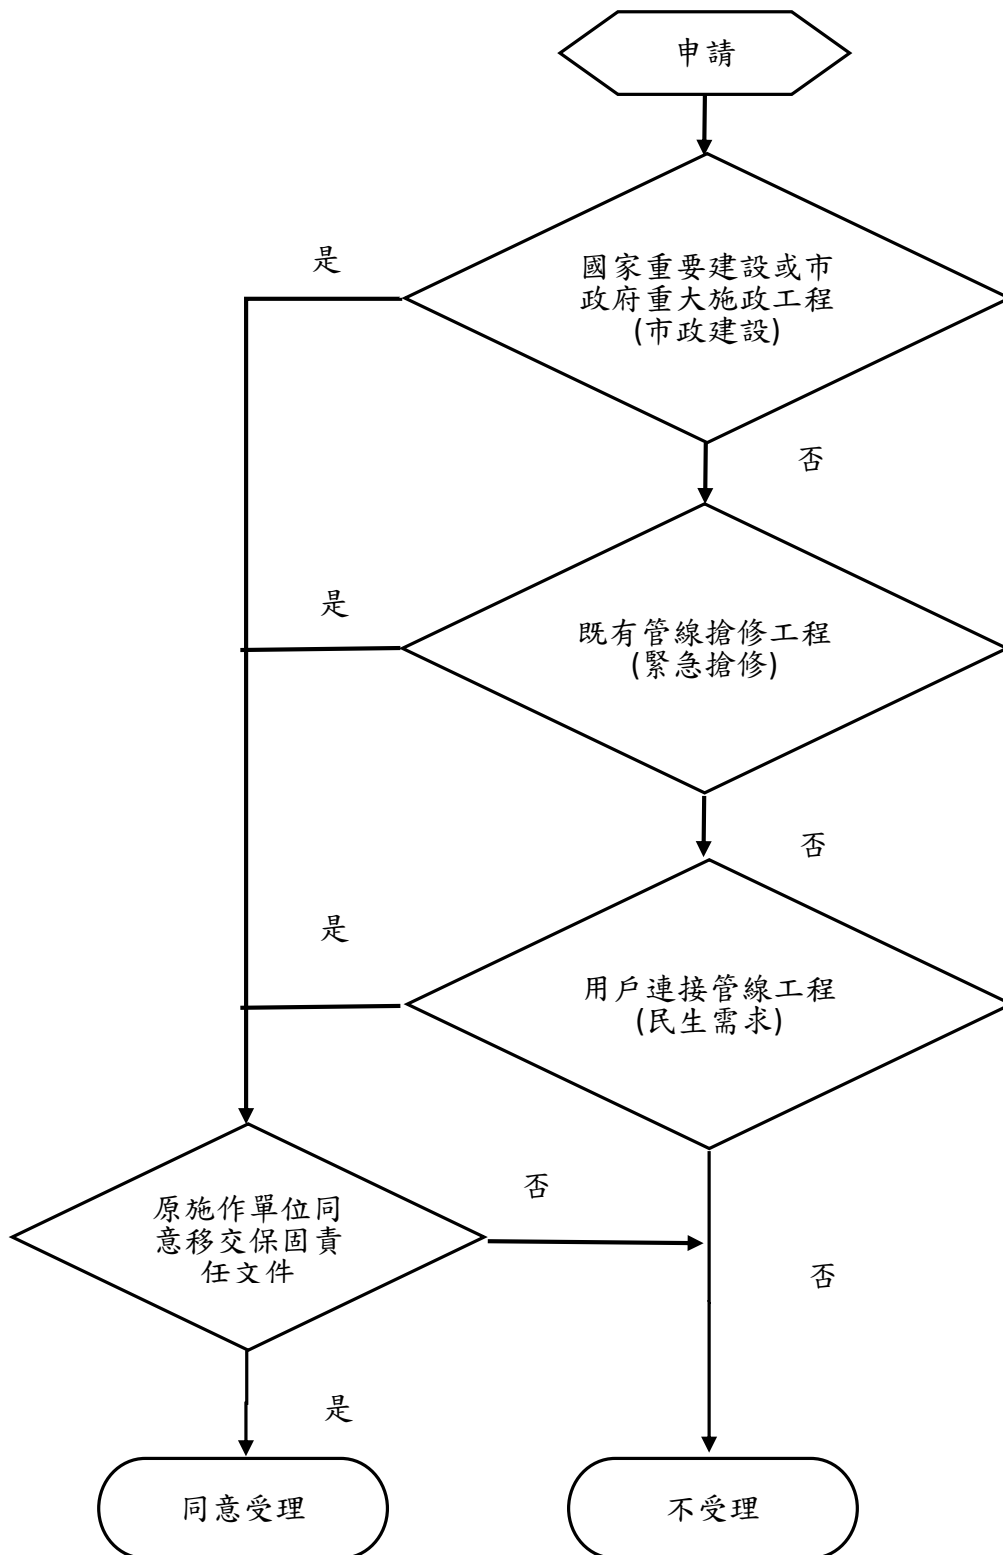 申請
是
國家重要建設或市
政府重大施政工程
(市政建設)
否
是
既有管線搶修工程
(緊急搶修)
否
是
用戶連接管線工程
(民生需求)
否
原施作單位同
意移交保固責
任文件
否
是
同意受理
不受理